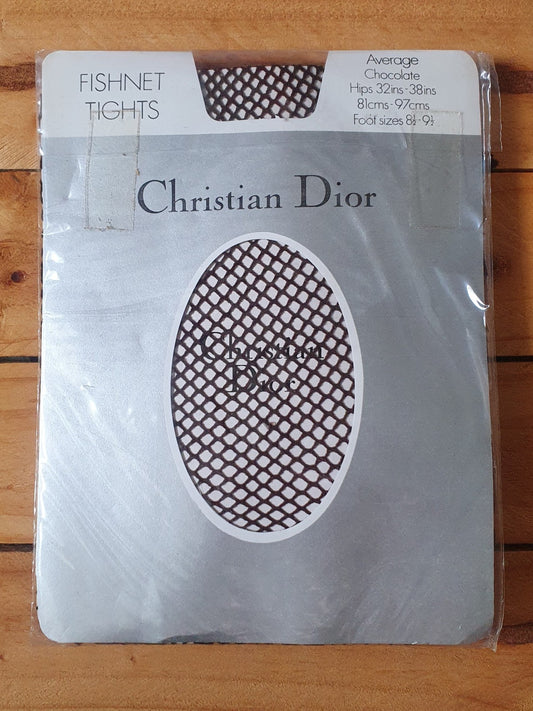 FISHNET
TIGHTS
Average
Chocolate
Hips 32ins-38ins
81cms-97cms
Foot sizes 8½-9½
Christian Dior
Christian
Dior